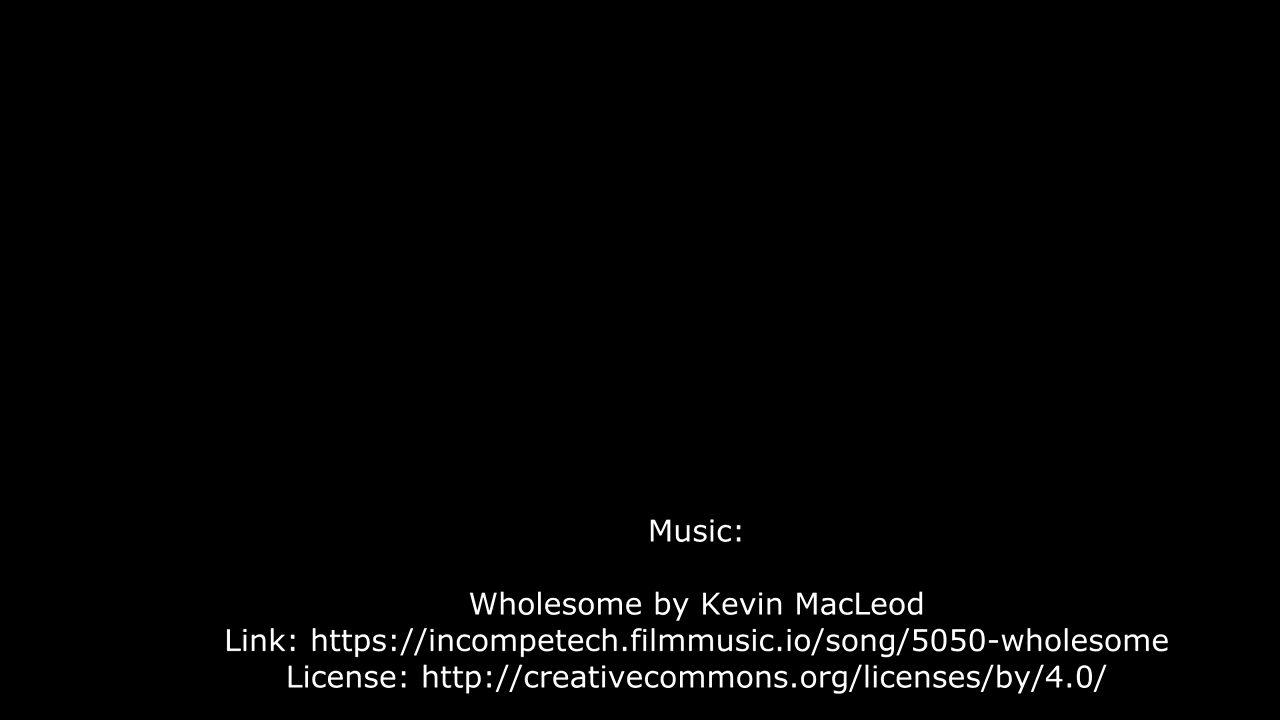 Music:
Wholesome by Kevin MacLeod
Link: https://incompetech.filmmusic.io/song/5050-wholesome
License: http://creativecommons.org/licenses/by/4.0/